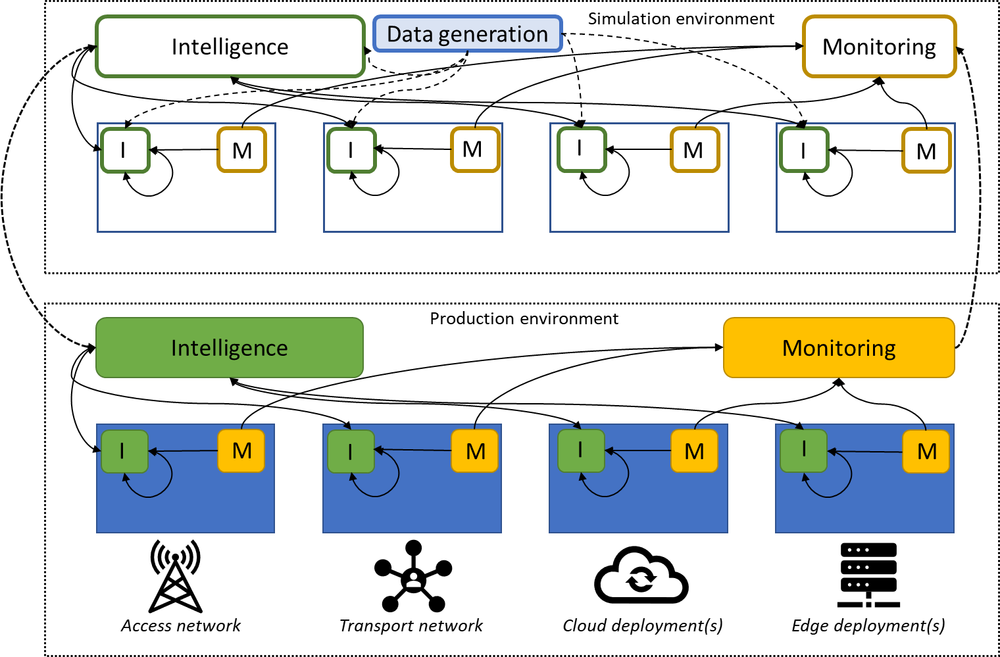 Simulation environment
Intelligence
Data generation
Monitoring
I
M
I
M
I
M
I
M
Production environment
Intelligence
Monitoring
I
M
I
M
I
M
I
M
Access network
Transport network
Cloud deployment(s)
Edge deployment(s)